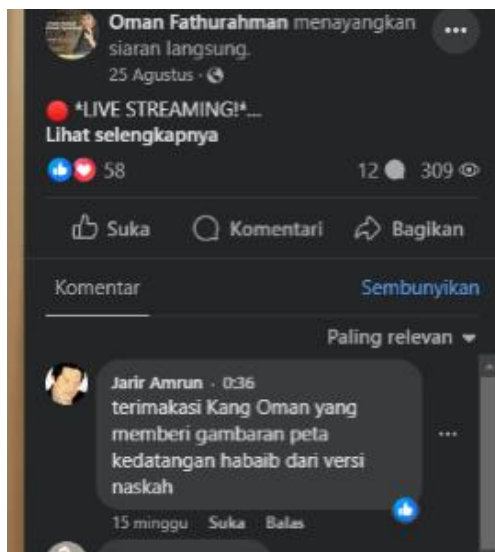 Oman Fathurahman menayangkan
siaran langsung.
25 Agustus ·
*LIVE STREAMING!*...
Lihat selengkapnya
58 12 309
Suka Komentari Bagikan
Komentar Sembunyikan
Paling relevan
Jarir Amrun · 0:36
terimakasi Kang Oman yang
memberi gambaran peta
kedatangan habaib dari versi
naskah
15 minggu Suka Balas